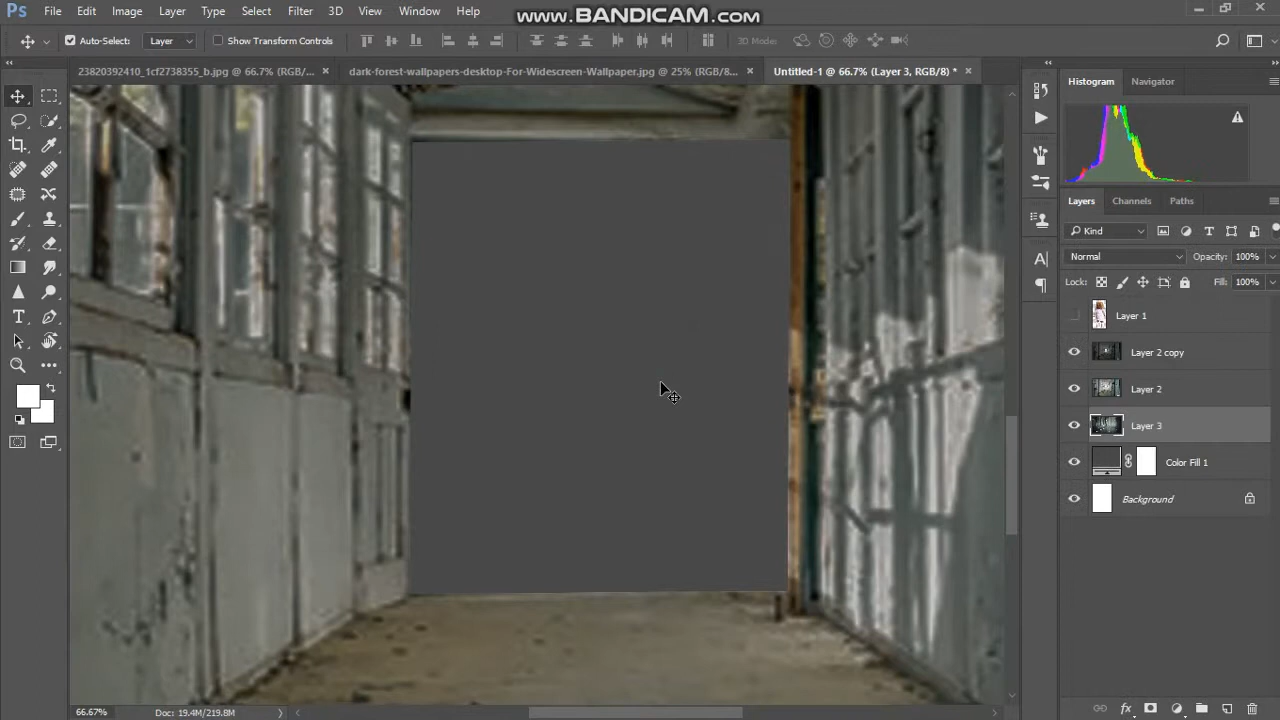 Ps File Edit Image Layer Type Select Filter 3D View Window Help
www.BANDICAM.com
Auto-Select: Layer Show Transform Controls 3D Mode:
23820392410_1cf2738355_b.jpg @ 66.7% (RGB/... × dark-forest-wallpapers-desktop-For-Widescreen-Wallpaper.jpg @ 25% (RGB/8... × Untitled-1 @ 66.7% (Layer 3, RGB/8) * ×
Histogram Navigator
Layers Channels Paths
Kind
Normal Opacity: 100%
Lock: Fill: 100%
Layer 1
Layer 2 copy
Layer 2
Layer 3
Color Fill 1
Background
66.67% Doc: 19.4M/219.8M